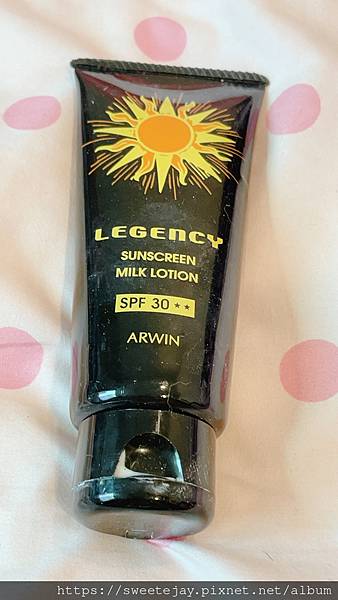 LEGENCY
SUNSCREEN
MILK LOTION
SPF 30 **
ARWIN
https://sweetejay.pixnet.net/album